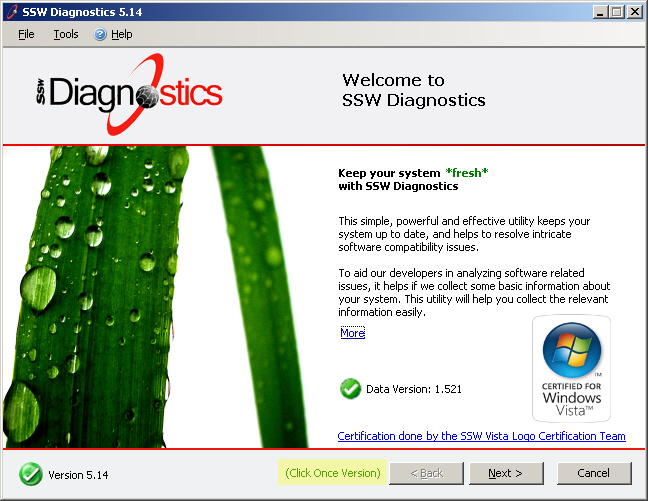 SSW Diagnostics 5.14
File Tools ? Help
SSW Diagnostics
Welcome to
SSW Diagnostics
Keep your system *fresh*
with SSW Diagnostics
This simple, powerful and effective utility keeps your
system up to date, and helps to resolve intricate
software compatibility issues.
To aid our developers in analyzing software related
issues, it helps if we collect some basic information about
your system. This utility will help you collect the relevant
information easily.
More
TM
CERTIFIED FOR
Windows
Vista™
Data Version: 1.521
Certification done by the SSW Vista Logo Certification Team
Version 5.14
(Click Once Version) < Back Next > Cancel